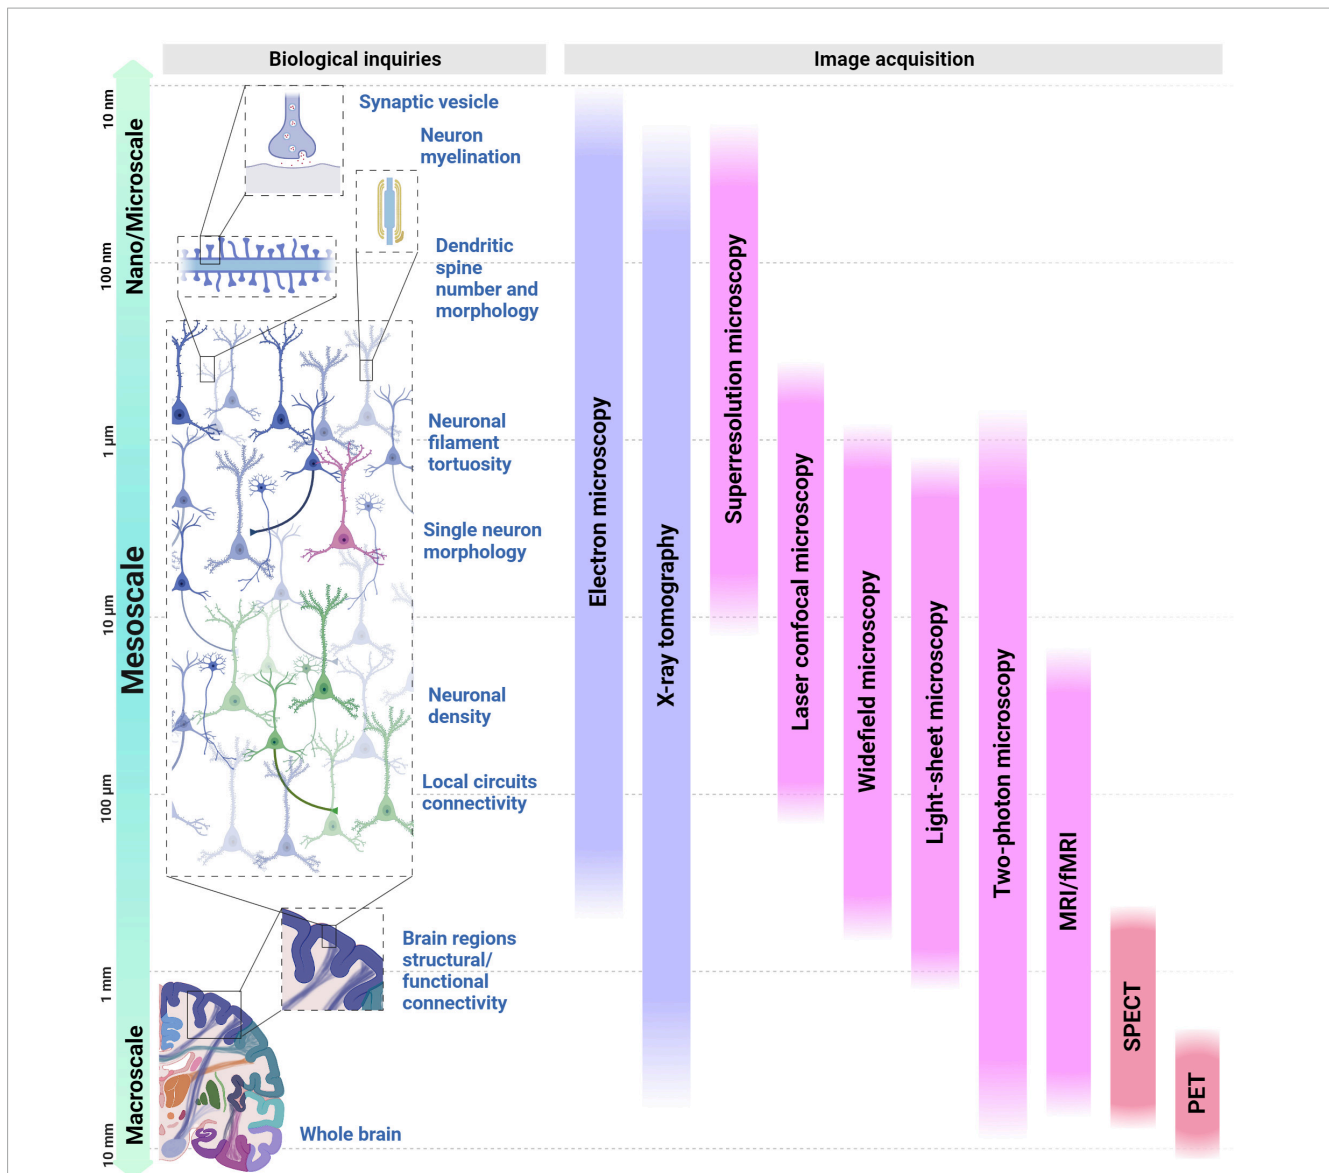 Biological inquiries
Image acquisition
10 nm
100 nm
1 µm
10 µm
100 µm
1 mm
10 mm
Nano/Microscale
Mesoscale
Macroscale
Synaptic vesicle
Neuron
myelination
Dendritic
spine
number and
morphology
Neuronal
filament
tortuosity
Single neuron
morphology
Neuronal
density
Local circuits
connectivity
Brain regions
structural/
functional
connectivity
Whole brain
Electron microscopy
X-ray tomography
Superresolution microscopy
Laser confocal microscopy
Widefield microscopy
Light-sheet microscopy
Two-photon microscopy
MRI/fMRI
SPECT
PET